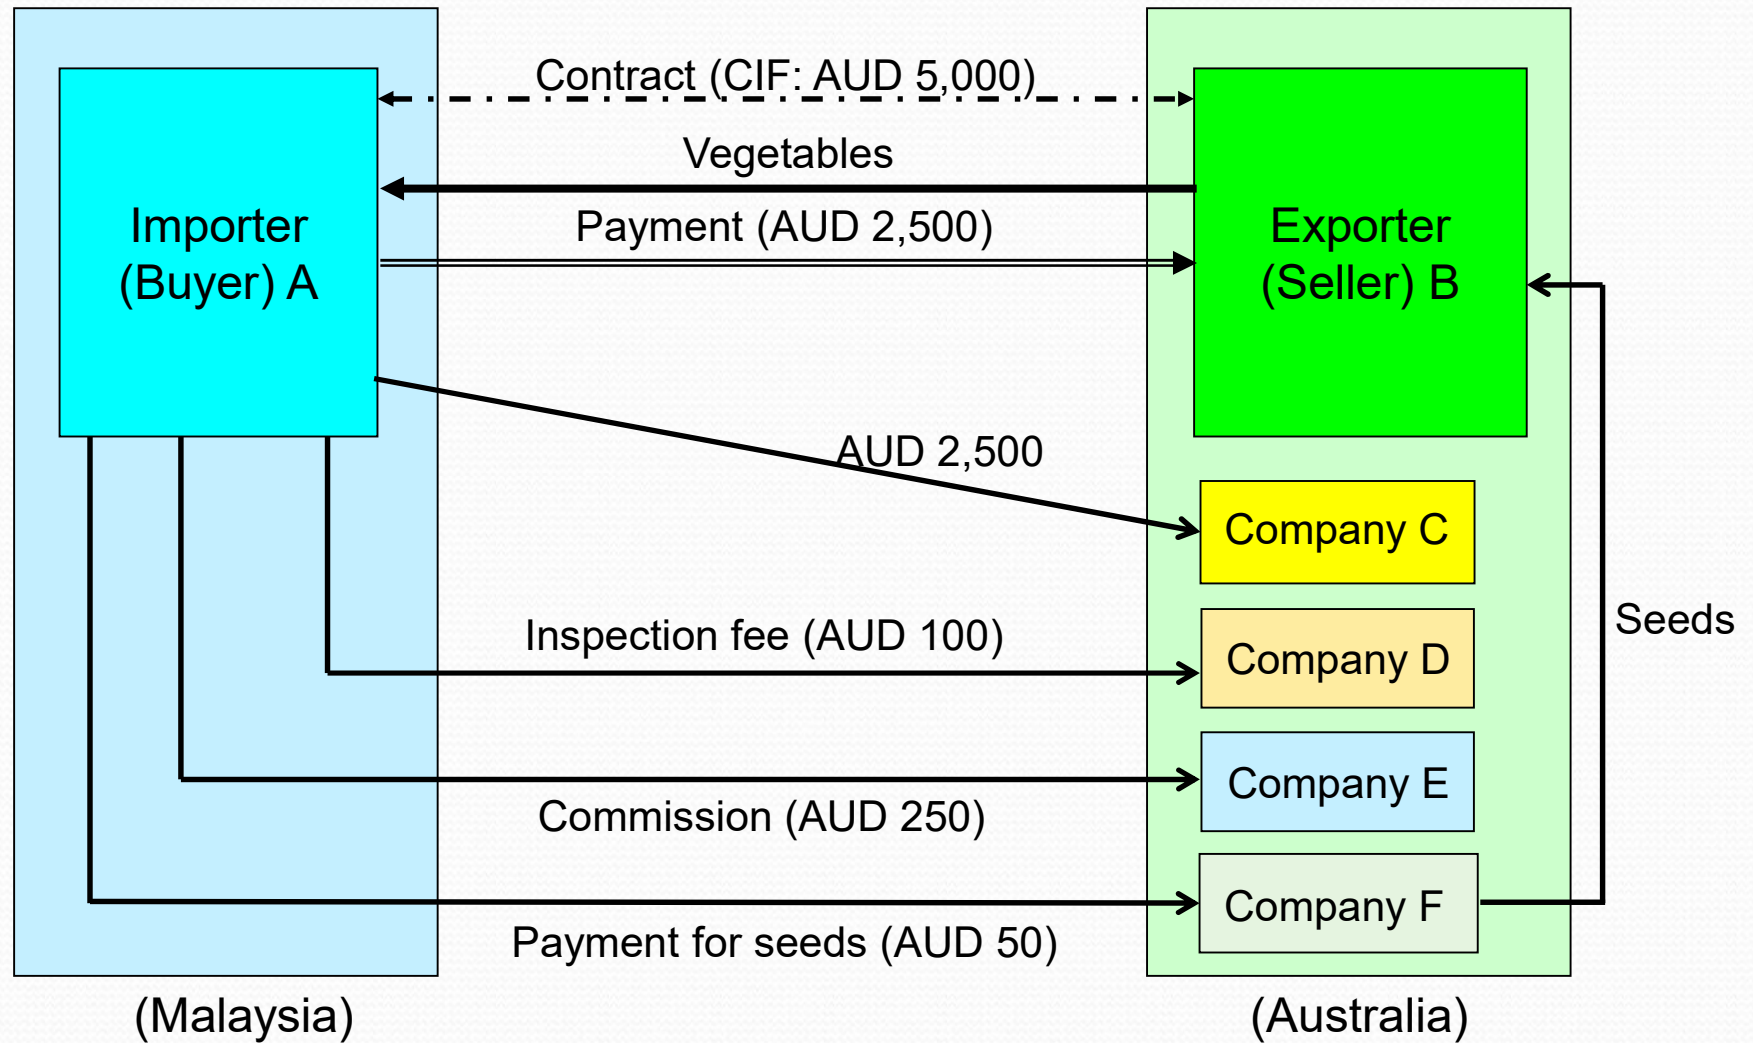 Contract (CIF: AUD 5,000)
Vegetables
Payment (AUD 2,500)
Importer
(Buyer) A
Exporter
(Seller) B
AUD 2,500
Company C
Inspection fee (AUD 100)
Company D
Seeds
Company E
Commission (AUD 250)
Company F
Payment for seeds (AUD 50)
(Malaysia)
(Australia)